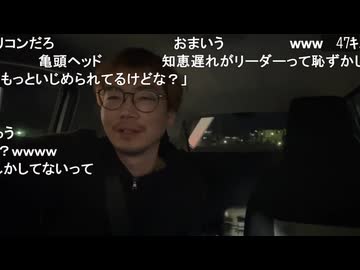 リコンだろ
おまいう
www
47ｷ
亀頭ヘッド
知恵遅れがリーダーって恥ずかし
もっといじめられてるけどな？」
う
？wwww
しかしてないって